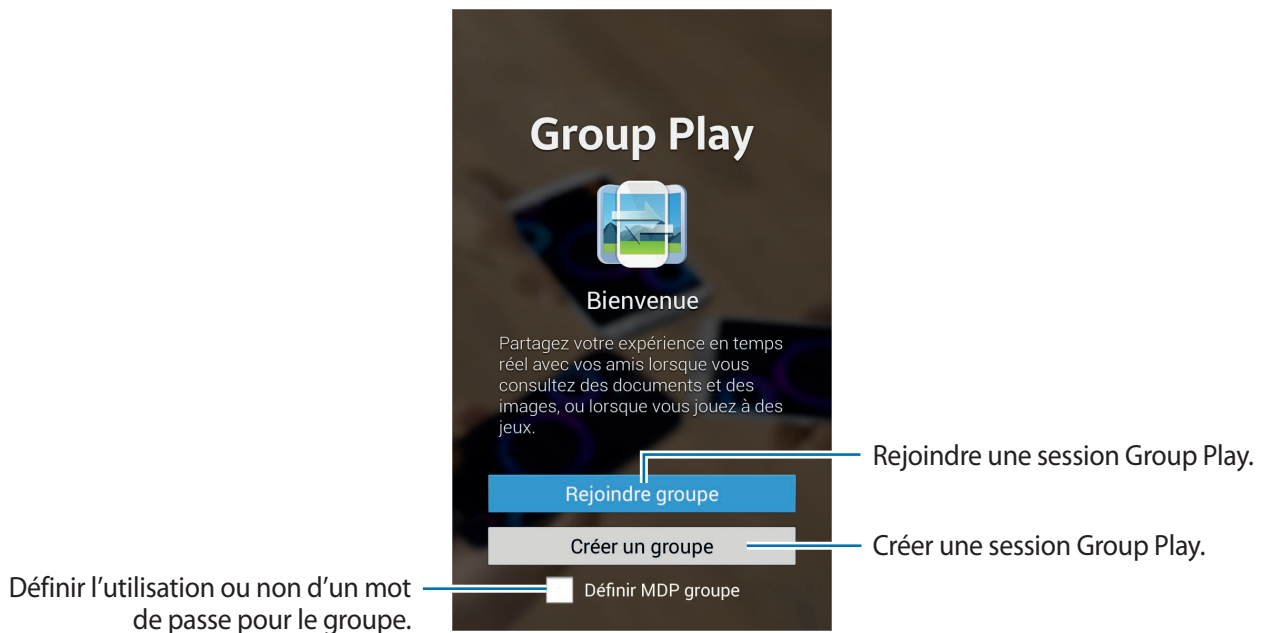 Group Play
Bienvenue
Partagez votre expérience en temps
réel avec vos amis lorsque vous
consultez des documents et des
images, ou lorsque vous jouez à des
jeux.
Rejoindre une session Group Play.
Rejoindre groupe
Créer un groupe
Créer une session Group Play.
Définir l’utilisation ou non d’un mot
de passe pour le groupe.
Définir MDP groupe